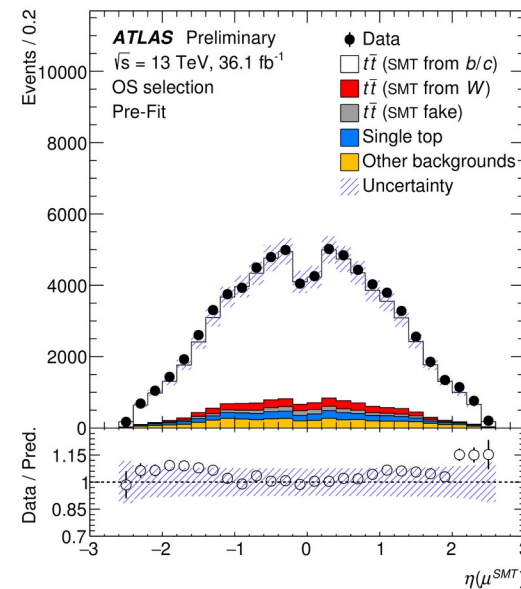 Events / 0.2
10000
8000
6000
4000
2000
0
ATLAS Preliminary
√s = 13 TeV, 36.1 fb⁻¹
OS selection
Pre-Fit
Data
tt̄ (SMT from b/c)
tt̄ (SMT from W)
tt̄ (SMT fake)
Single top
Other backgrounds
Uncertainty
Data / Pred.
1.15
1
0.85
0.7
−3 −2 −1 0 1 2 3
η(μ^SMT)